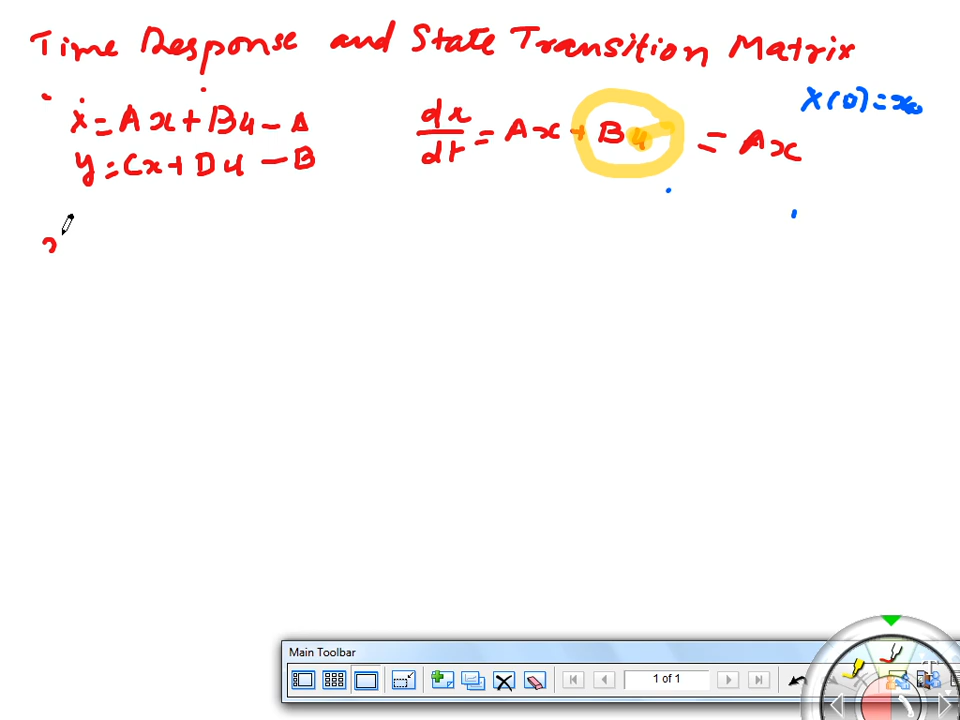 Time Response and State Transition Matrix
ẋ = Ax + Bu - A
y = Cx + Du - B
dx/dt = Ax + Bu = Ax
X(0) = x₀
Main Toolbar
1 of 1